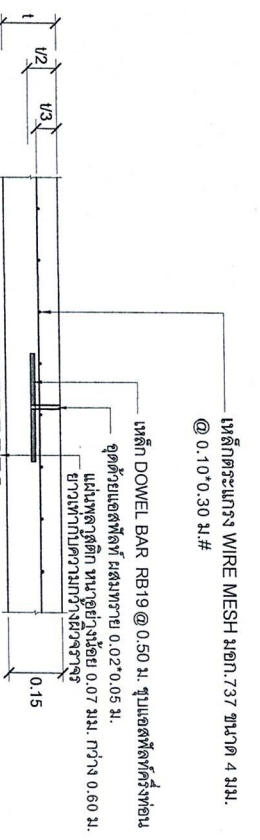 เหล็กตระแกรง WIRE MESH มอก.737 ขนาด 4 มม.
@ 0.10*0.30 ม.#
เหล็ก DOWEL BAR RB19 @ 0.50 ม. ชุบแอสฟัลท์ครึ่งท่อน
อุดด้วยแอสฟัลท์ ผสมทราย 0.02*0.05 ม.
แผ่นพลาสติก หนาอย่างน้อย 0.07 มม. กว้าง 0.60 ม.
ยาวเท่ากับความกว้างผิวจราจร
t/3
t/2
t
0.15